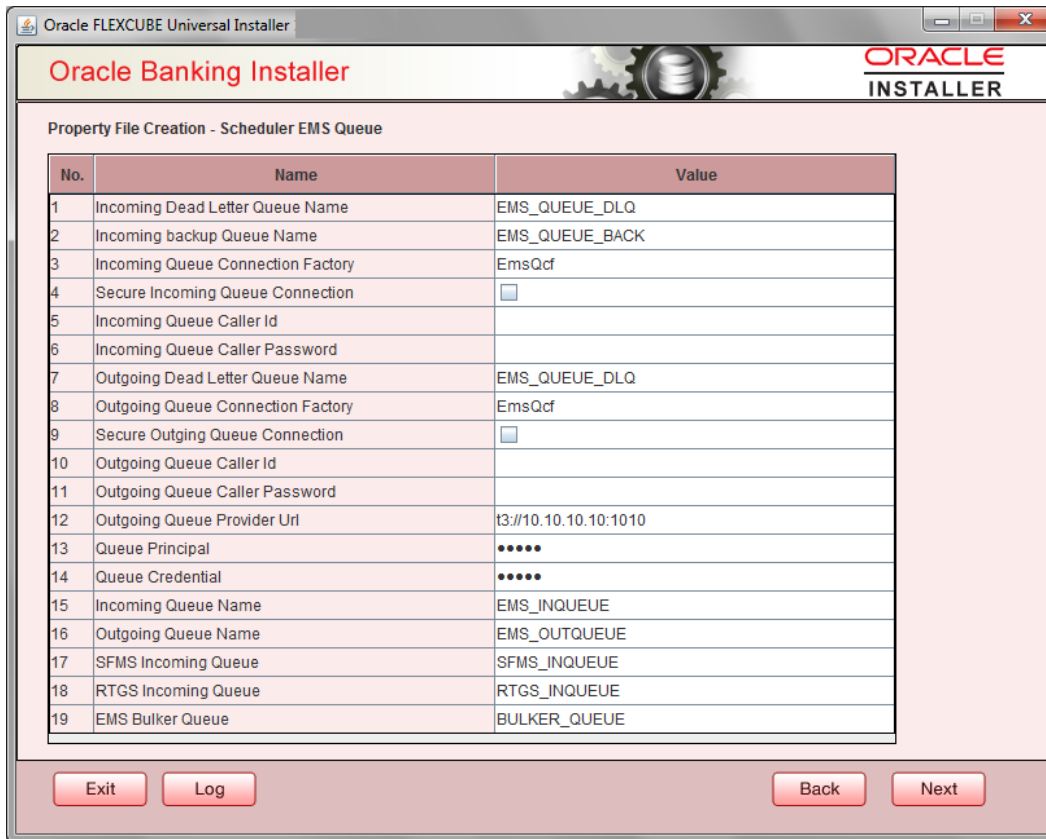 Oracle FLEXCUBE Universal Installer
Oracle Banking Installer
ORACLE
INSTALLER
Property File Creation - Scheduler EMS Queue
No. Name Value
1 Incoming Dead Letter Queue Name EMS_QUEUE_DLQ
2 Incoming backup Queue Name EMS_QUEUE_BACK
3 Incoming Queue Connection Factory EmsQcf
4 Secure Incoming Queue Connection
5 Incoming Queue Caller Id
6 Incoming Queue Caller Password
7 Outgoing Dead Letter Queue Name EMS_QUEUE_DLQ
8 Outgoing Queue Connection Factory EmsQcf
9 Secure Outging Queue Connection
10 Outgoing Queue Caller Id
11 Outgoing Queue Caller Password
12 Outgoing Queue Provider Url t3://10.10.10.10:1010
13 Queue Principal •••••
14 Queue Credential •••••
15 Incoming Queue Name EMS_INQUEUE
16 Outgoing Queue Name EMS_OUTQUEUE
17 SFMS Incoming Queue SFMS_INQUEUE
18 RTGS Incoming Queue RTGS_INQUEUE
19 EMS Bulker Queue BULKER_QUEUE
Exit Log Back Next